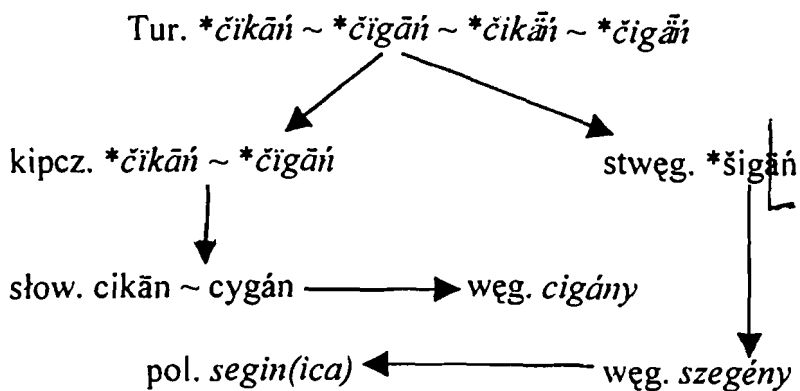 Tur. *čïkāń ~ *čïgāń ~ *čikǟń ~ *čigǟń
kipcz. *čïkāń ~ *čïgāń stwęg. *šigäń
słow. cikān ~ cygán węg. cigány
pol. segin(ica) węg. szegény